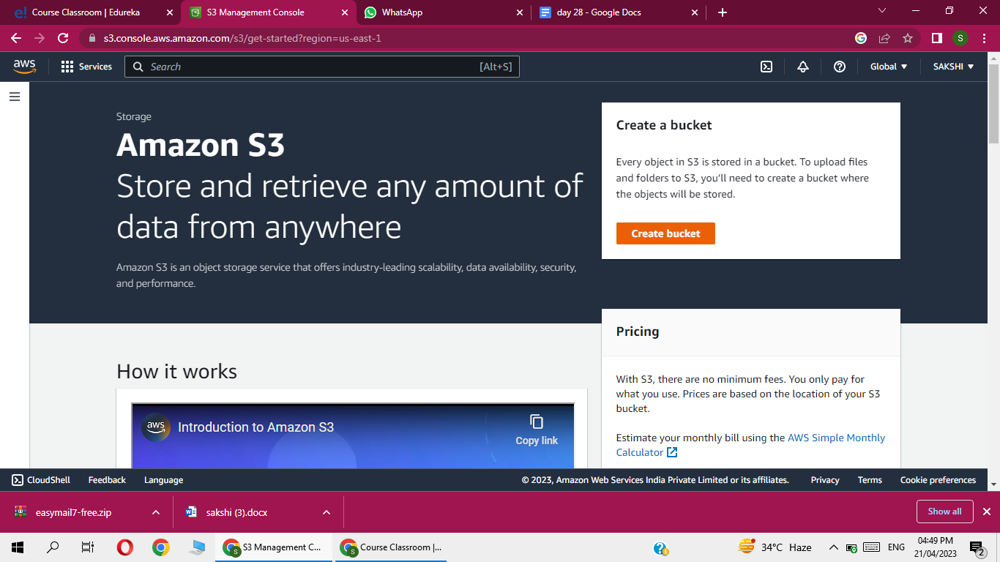 Course Classroom | Edureka
S3 Management Console
WhatsApp
day 28 - Google Docs
s3.console.aws.amazon.com/s3/get-started?region=us-east-1
S
aws
Services
Search
[Alt+S]
Global
SAKSHI
Storage
Amazon S3
Store and retrieve any amount of
data from anywhere
Amazon S3 is an object storage service that offers industry-leading scalability, data availability, security,
and performance.
Create a bucket
Every object in S3 is stored in a bucket. To upload files
and folders to S3, you'll need to create a bucket where
the objects will be stored.
Create bucket
How it works
aws
Introduction to Amazon S3
Copy link
Pricing
With S3, there are no minimum fees. You only pay for
what you use. Prices are based on the location of your S3
bucket.
Estimate your monthly bill using the AWS Simple Monthly
Calculator
CloudShell
Feedback
Language
© 2023, Amazon Web Services India Private Limited or its affiliates.
Privacy
Terms
Cookie preferences
easymail7-free.zip
sakshi (3).docx
Show all
S3 Management C...
Course Classroom |...
34°C Haze
ENG
04:49 PM
21/04/2023
2